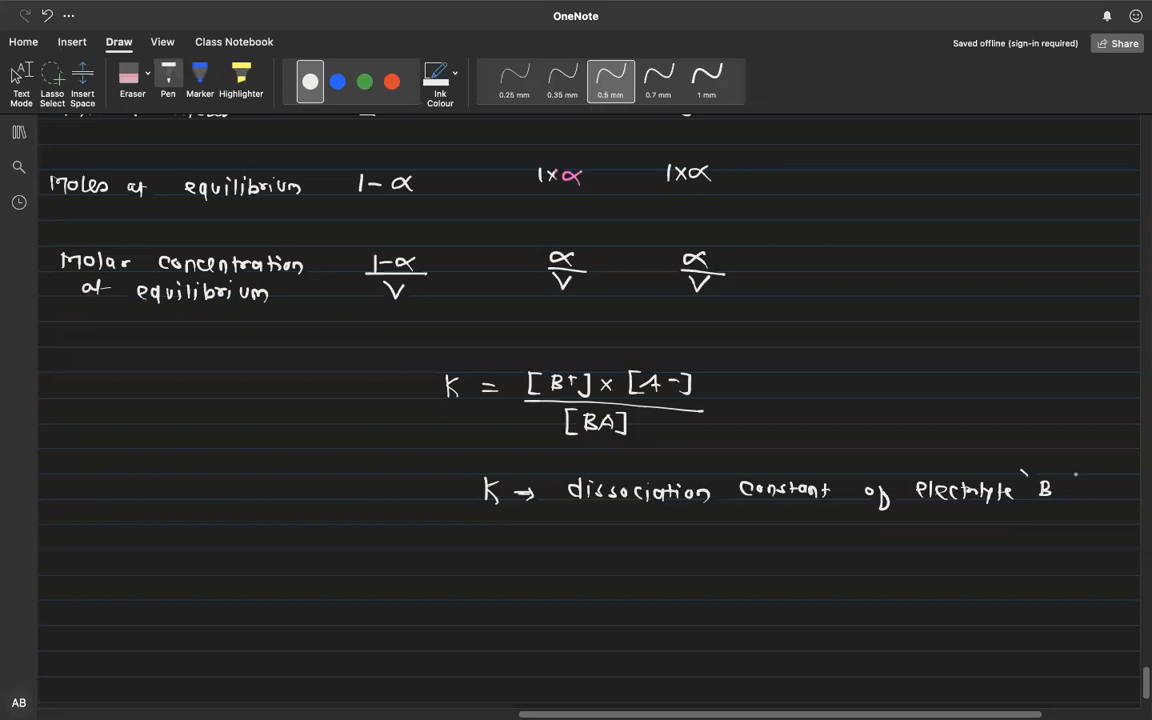 OneNote
Home Insert Draw View Class Notebook
Saved offline (sign-in required) Share
Text Mode Lasso Select Insert Space Eraser Pen Marker Highlighter Ink Colour 0.25 mm 0.35 mm 0.5 mm 0.7 mm 1 mm
Moles at equilibrium 1-α 1×α 1×α
Molar concentration at equilibrium 1-α/V α/V α/V
K = [B+] × [A-] / [BA]
K → dissociation constant of electrolyte `B
AB